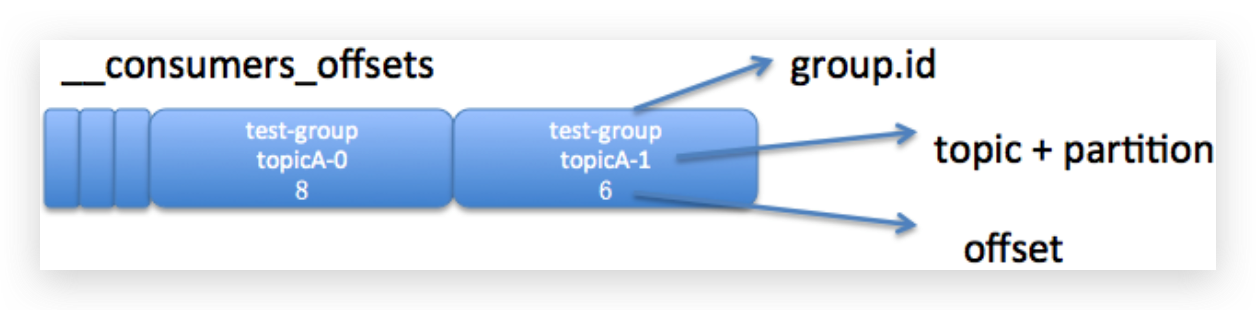 __consumers_offsets
group.id
test-group
topicA-0
8
test-group
topicA-1
6
topic + partition
offset